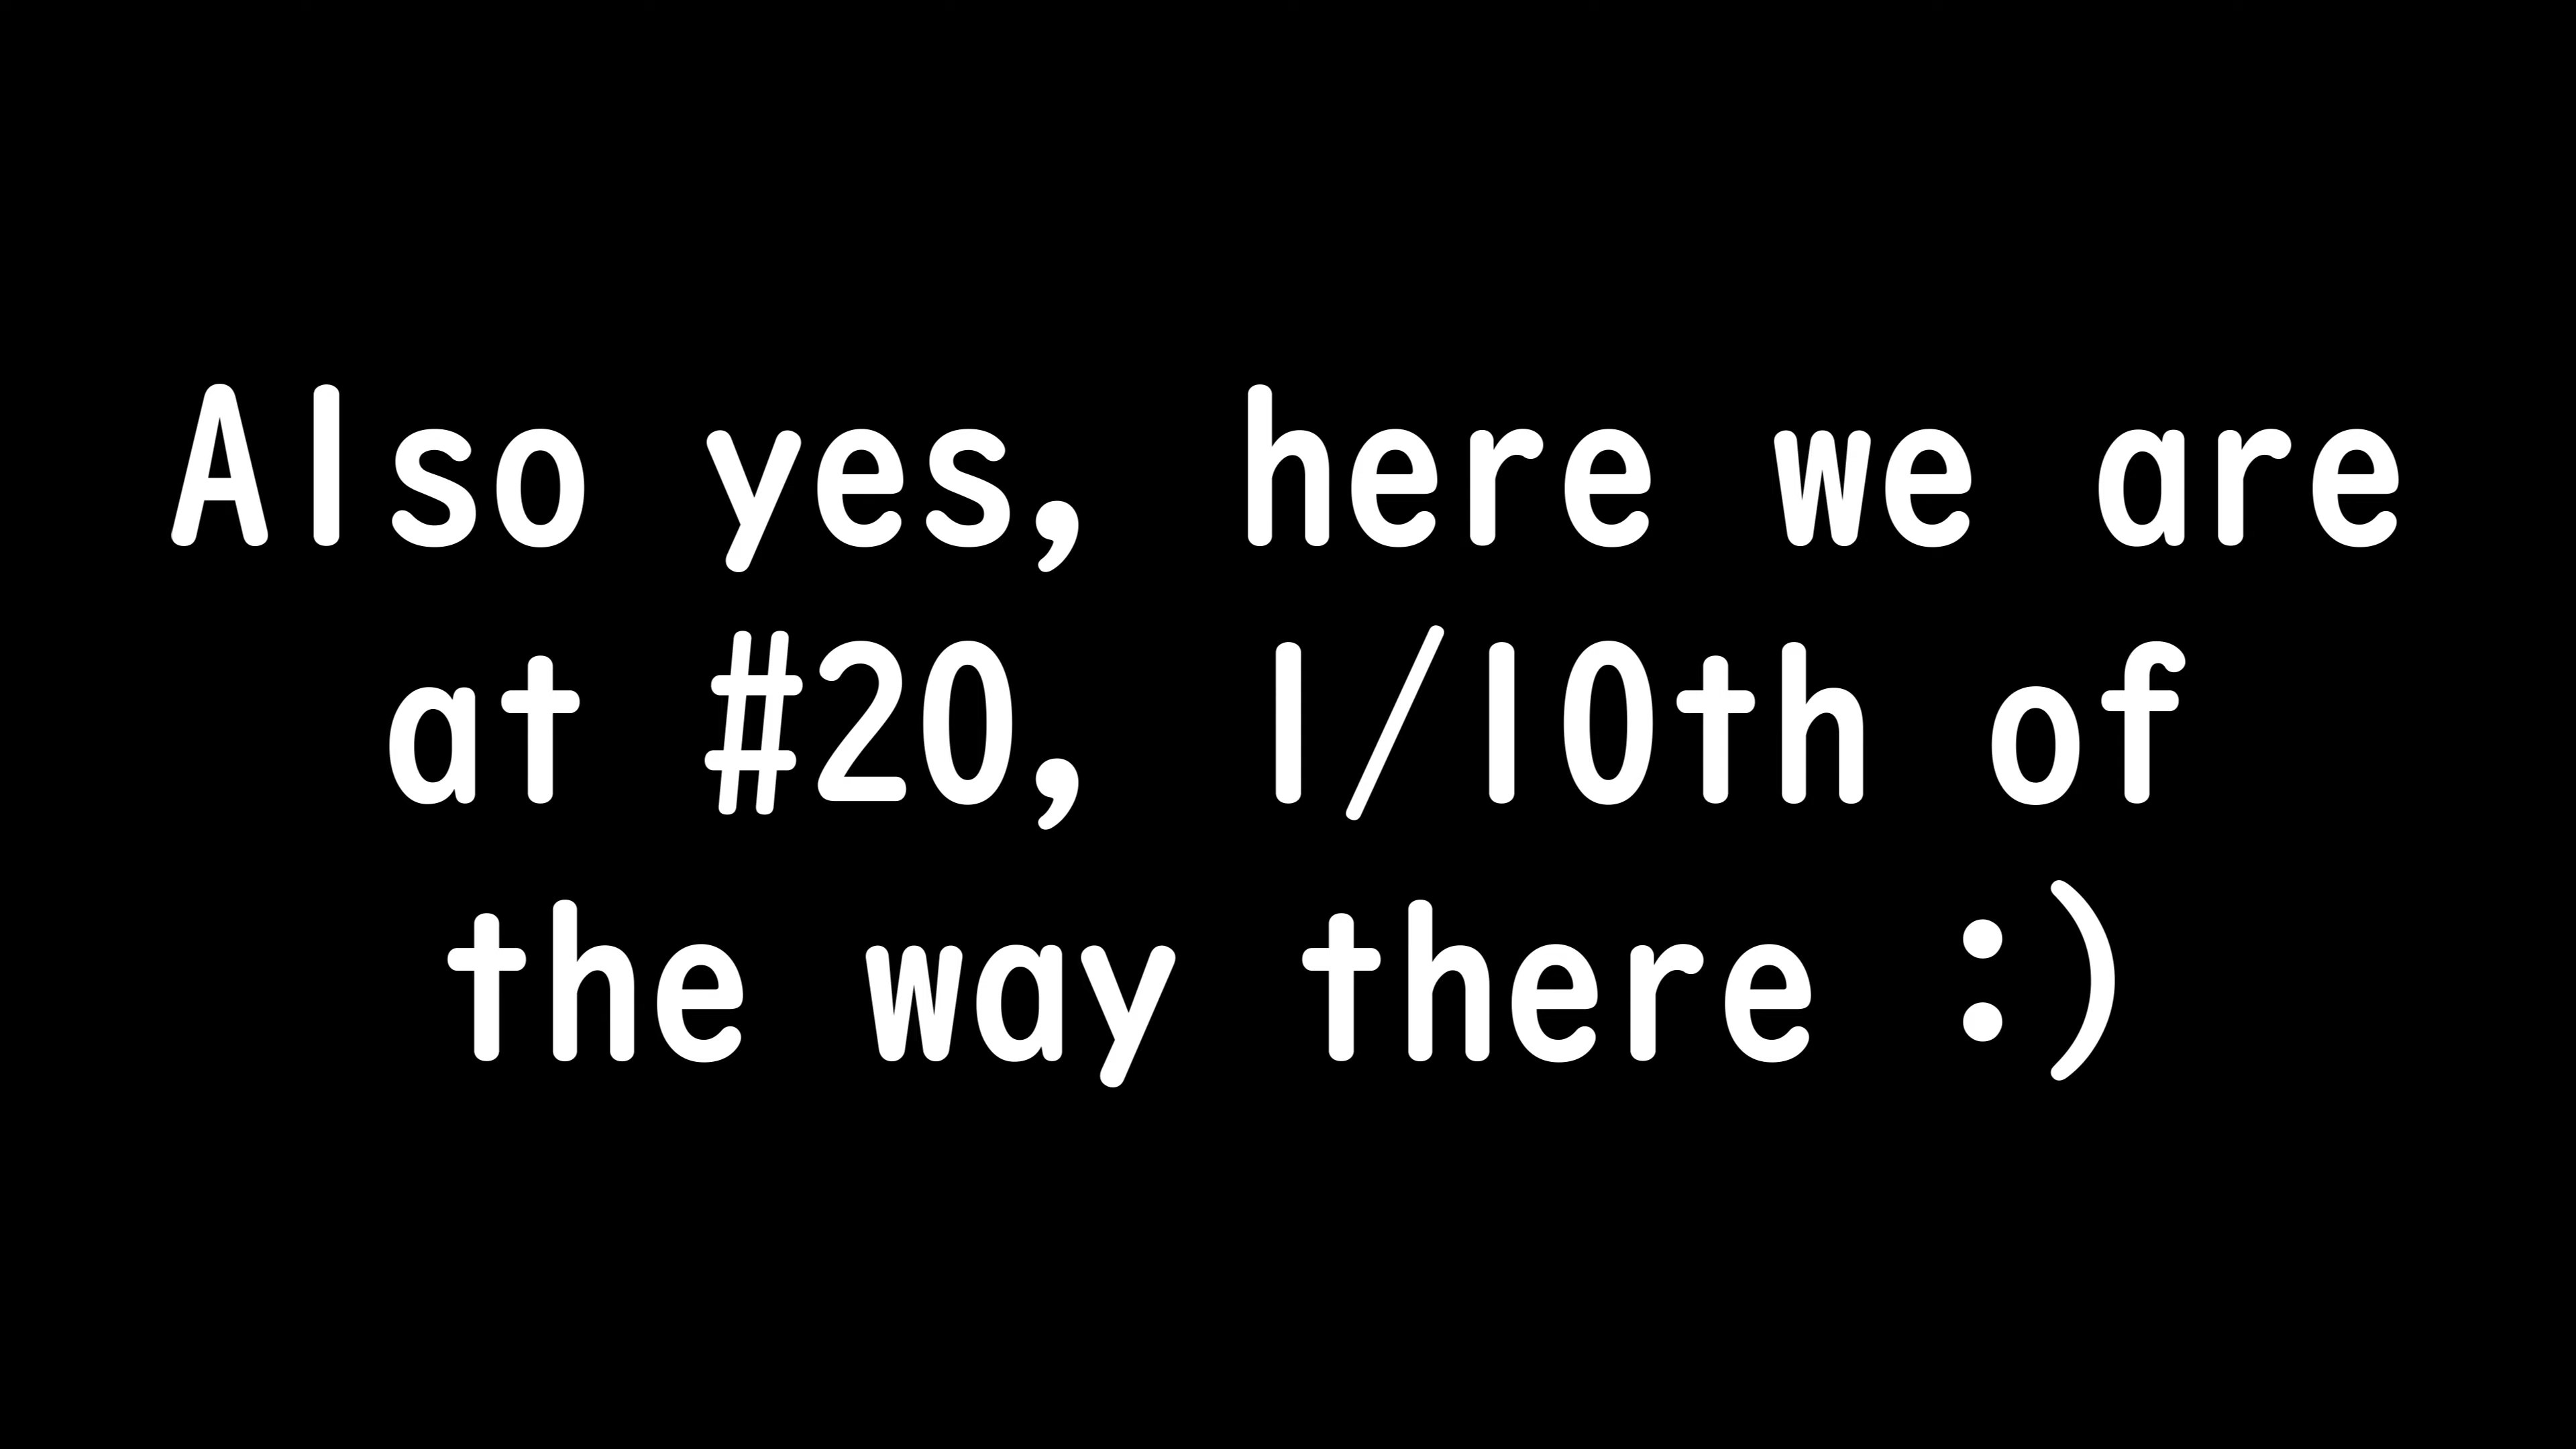 Also yes, here we are
at #20, 1/10th of
the way there :)